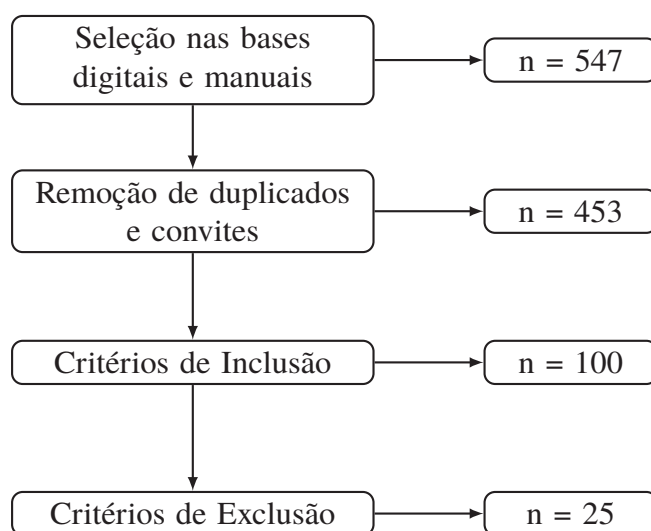 Seleção nas bases
digitais e manuais
n = 547
Remoção de duplicados
e convites
n = 453
Critérios de Inclusão
n = 100
Critérios de Exclusão
n = 25